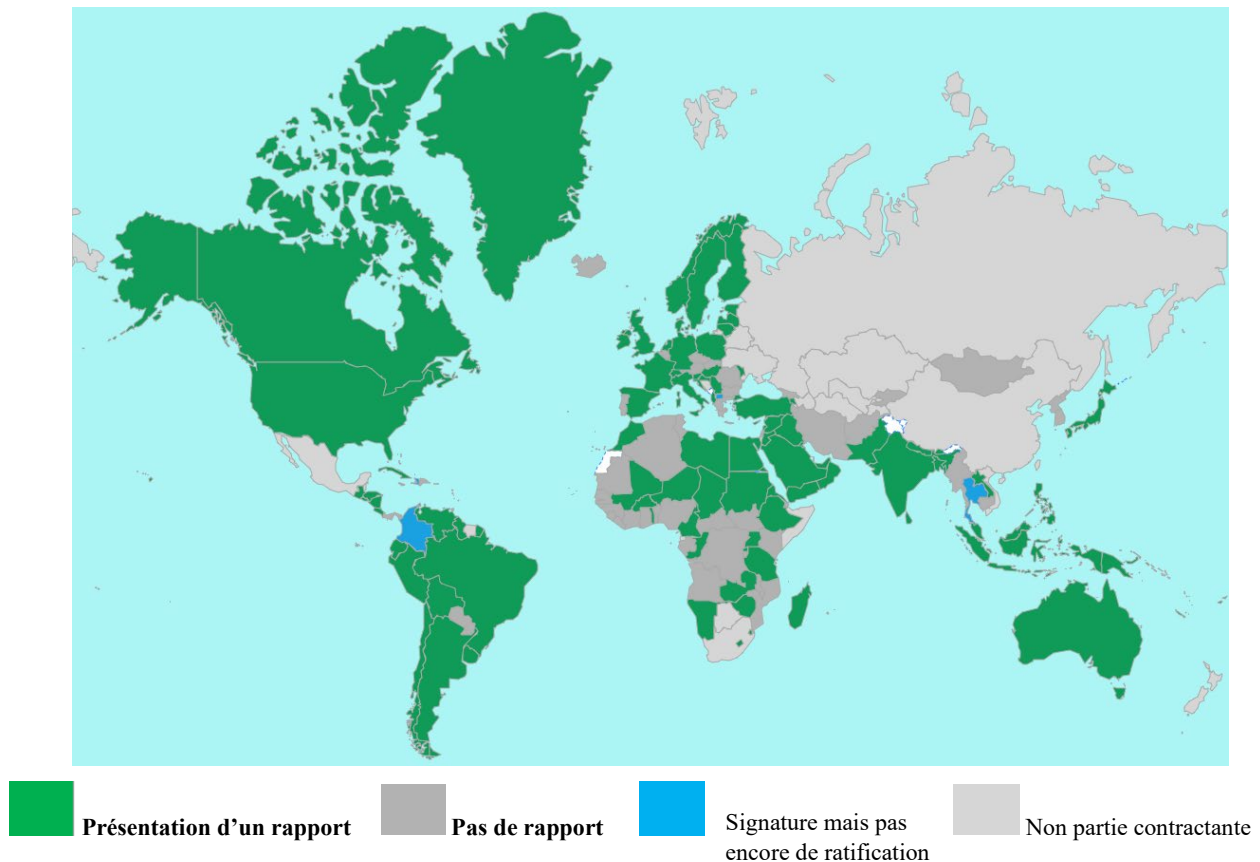 Présentation d’un rapport
Pas de rapport
Signature mais pas
encore de ratification
Non partie contractante